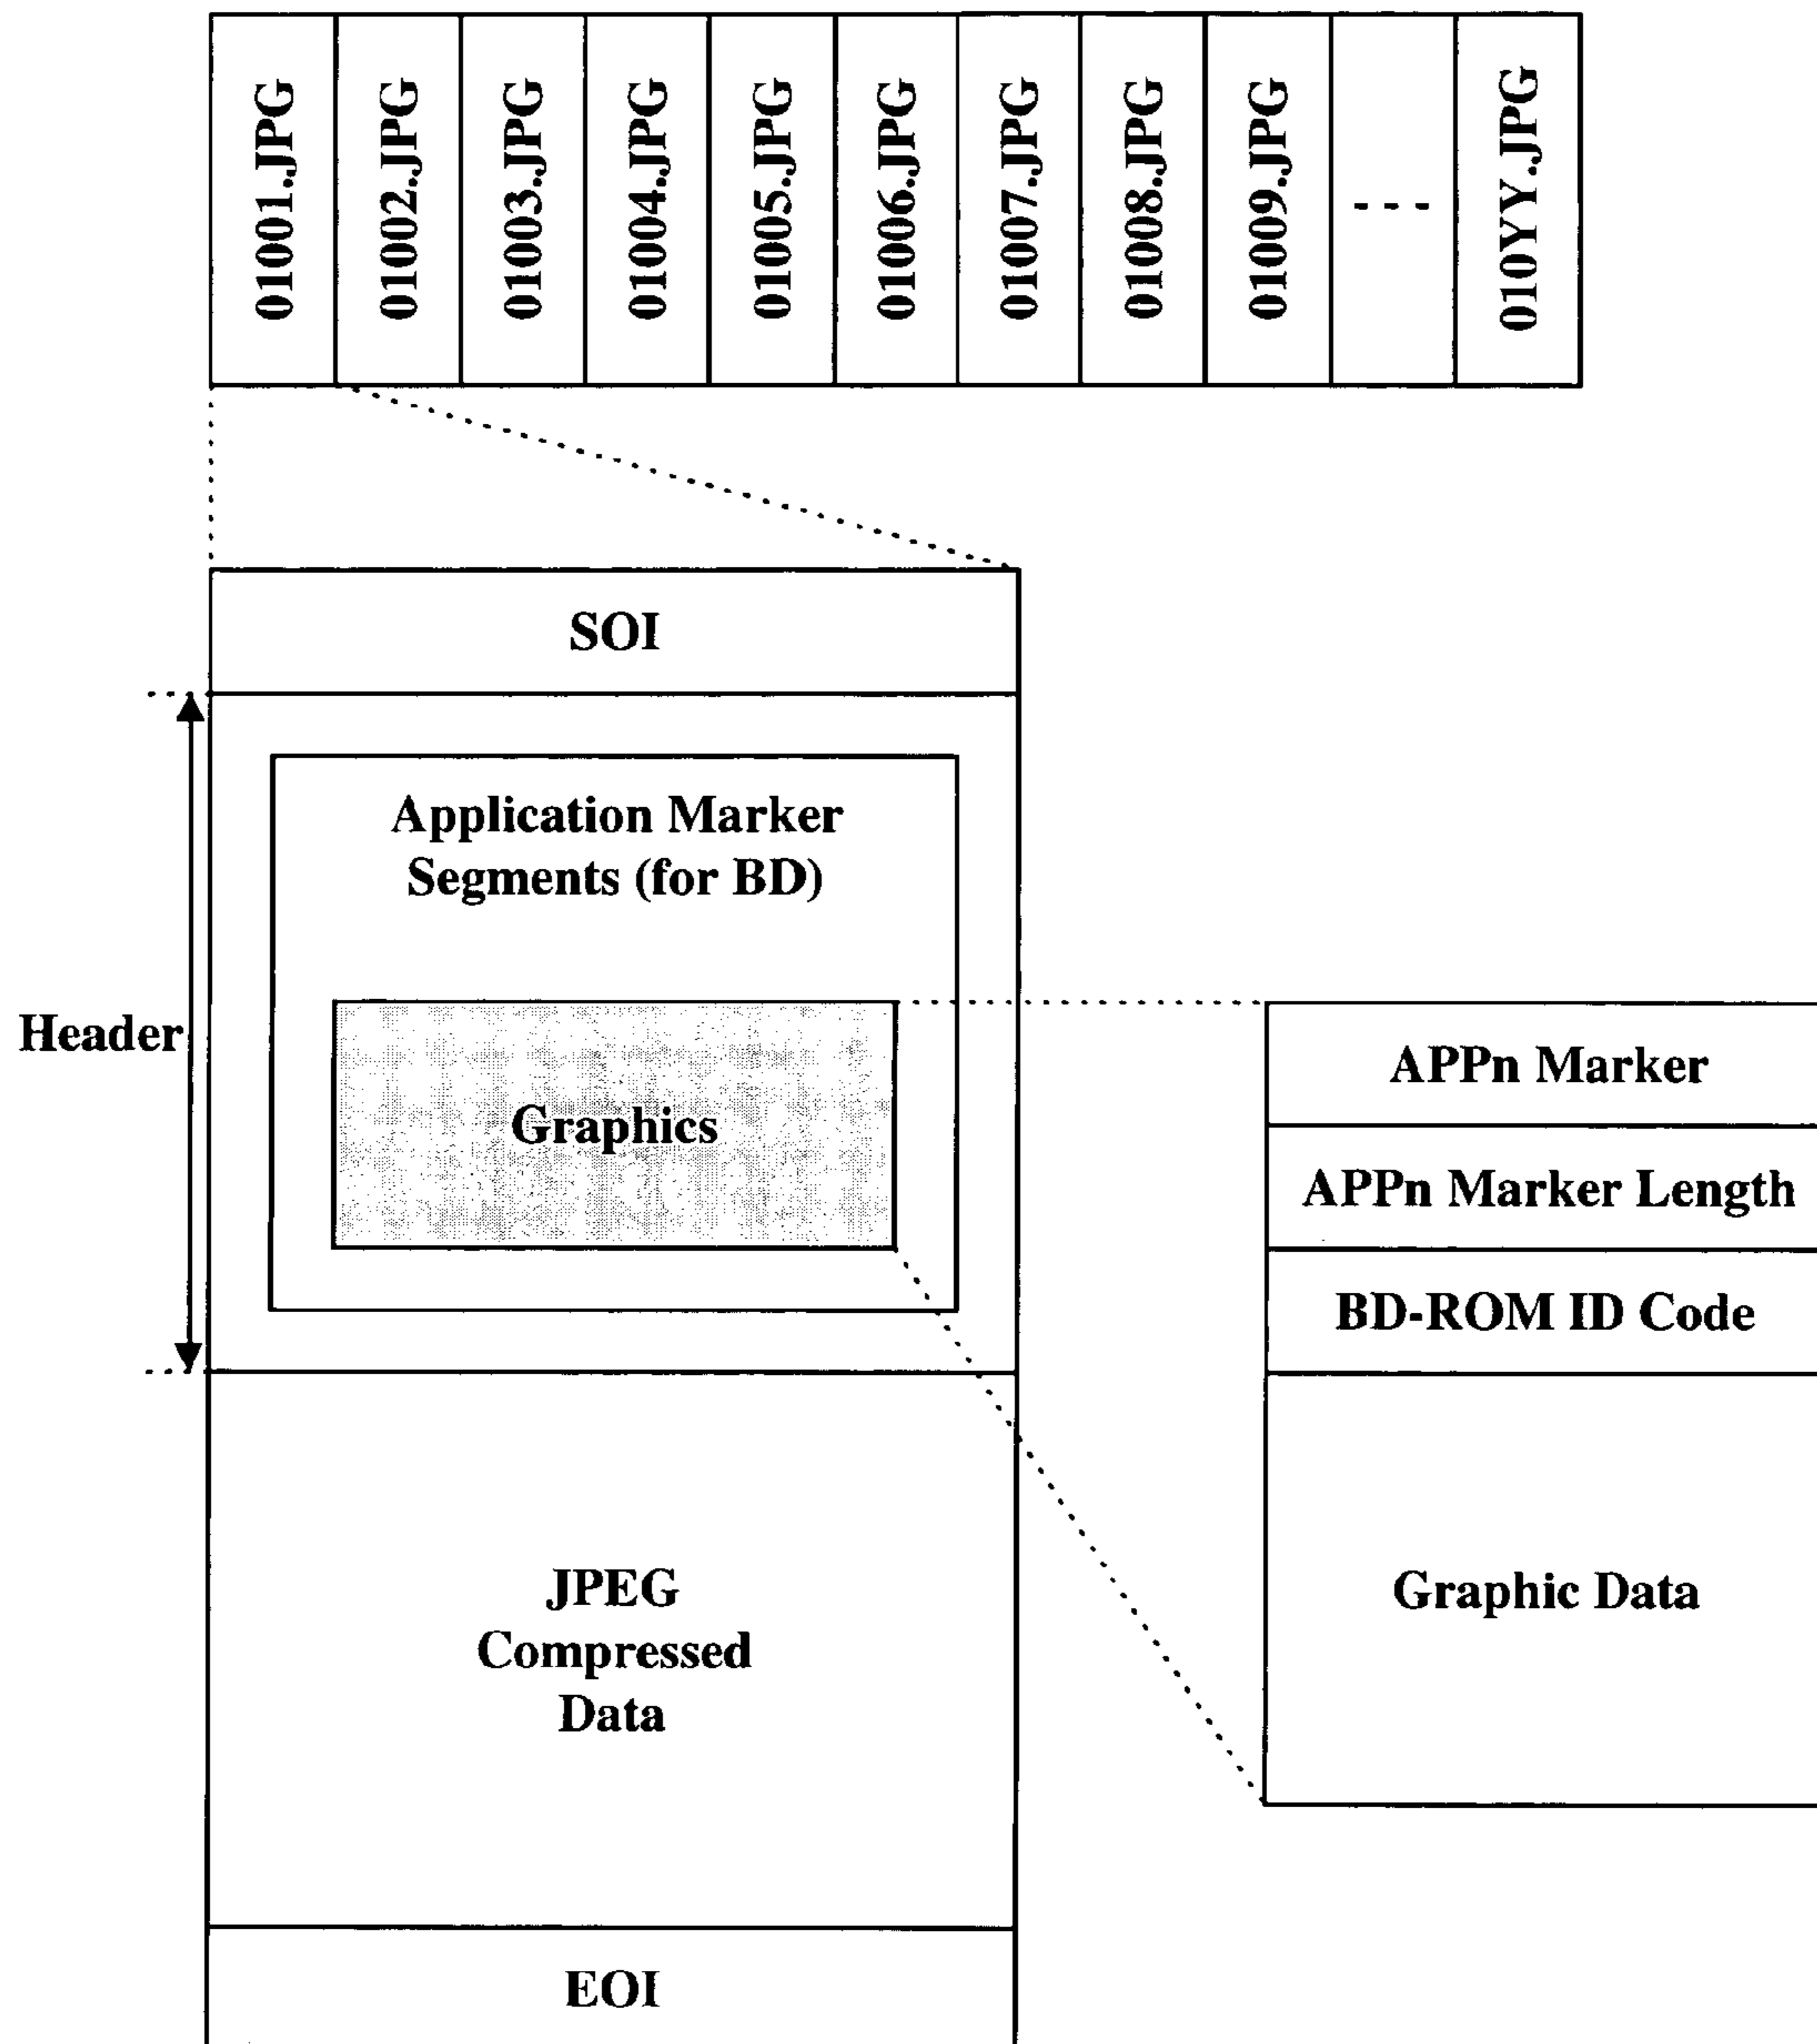 01001.JPG
01002.JPG
01003.JPG
01004.JPG
01005.JPG
01006.JPG
01007.JPG
01008.JPG
01009.JPG
...
010YY.JPG
SOI
Header
Application Marker
Segments (for BD)
Graphics
APPn Marker
APPn Marker Length
BD-ROM ID Code
Graphic Data
JPEG
Compressed
Data
EOI